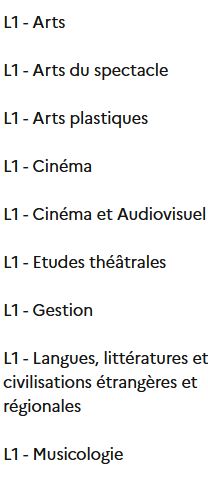 L1 - Arts
L1 - Arts du spectacle
L1 - Arts plastiques
L1 - Cinéma
L1 - Cinéma et Audiovisuel
L1 - Etudes théâtrales
L1 - Gestion
L1 - Langues, littératures et
civilisations étrangères et
régionales
L1 - Musicologie